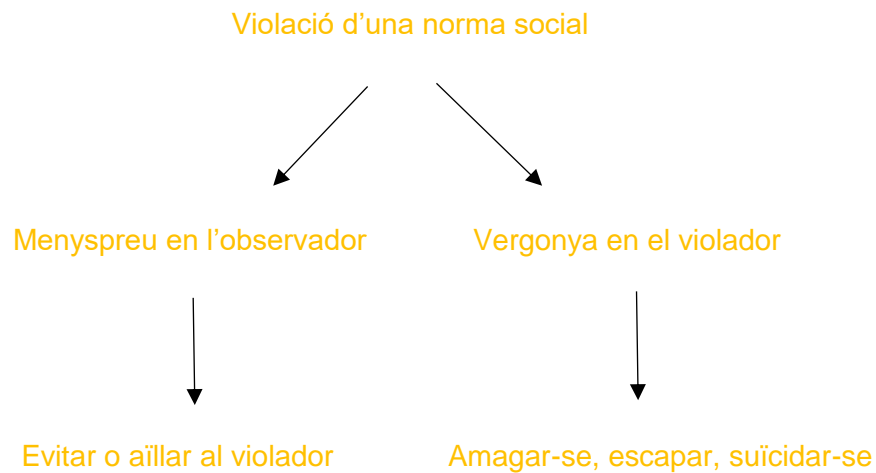 Violació d’una norma social
Menyspreu en l’observador
Vergonya en el violador
Evitar o aïllar al violador
Amagar-se, escapar, suïcidar-se